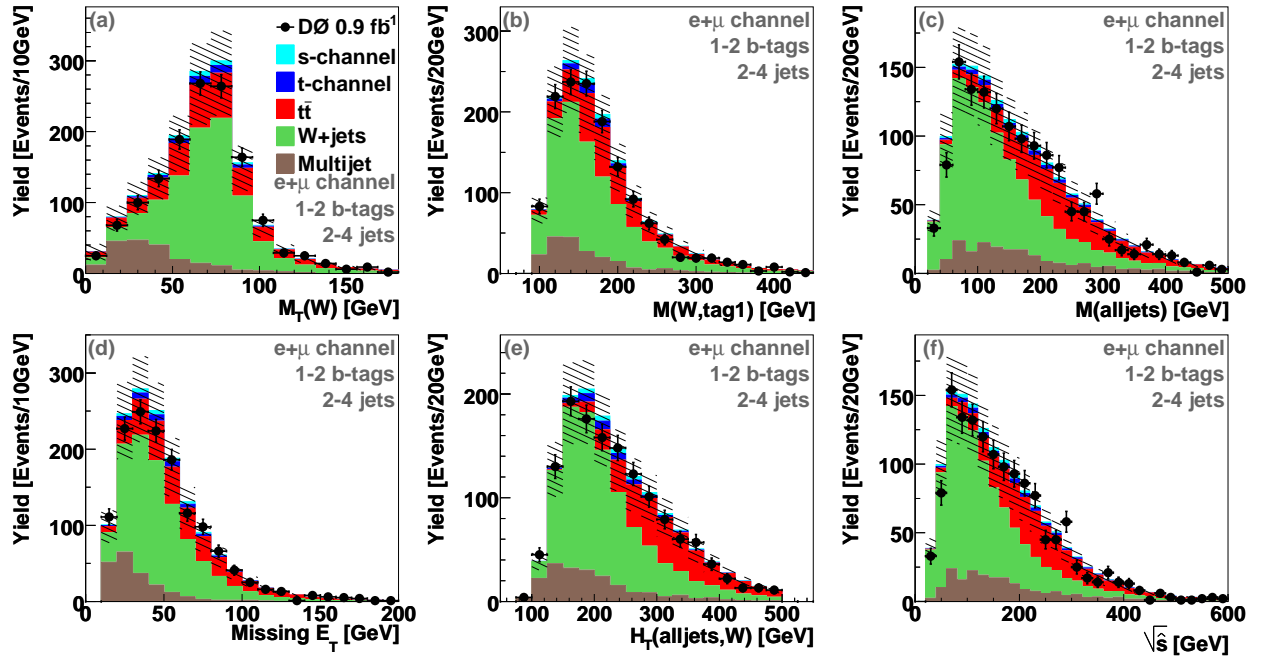 (a)
DØ 0.9 fb⁻¹
s-channel
t-channel
tt̄
W+jets
Multijet
e+μ channel
1-2 b-tags
2-4 jets
Yield [Events/10GeV]
300
200
100
0
0 50 100 150
M_T(W) [GeV]
(b)
e+μ channel
1-2 b-tags
2-4 jets
Yield [Events/20GeV]
300
200
100
0
100 200 300 400
M(W,tag1) [GeV]
(c)
e+μ channel
1-2 b-tags
2-4 jets
Yield [Events/20GeV]
150
100
50
0
0 100 200 300 400 500
M(alljets) [GeV]
(d)
e+μ channel
1-2 b-tags
2-4 jets
Yield [Events/10GeV]
300
200
100
0
0 50 100 150 200
Missing E_T [GeV]
(e)
e+μ channel
1-2 b-tags
2-4 jets
Yield [Events/20GeV]
200
100
0
100 200 300 400 500
H_T(alljets,W) [GeV]
(f)
e+μ channel
1-2 b-tags
2-4 jets
Yield [Events/20GeV]
150
100
50
0
0 200 400 600
√ŝ [GeV]